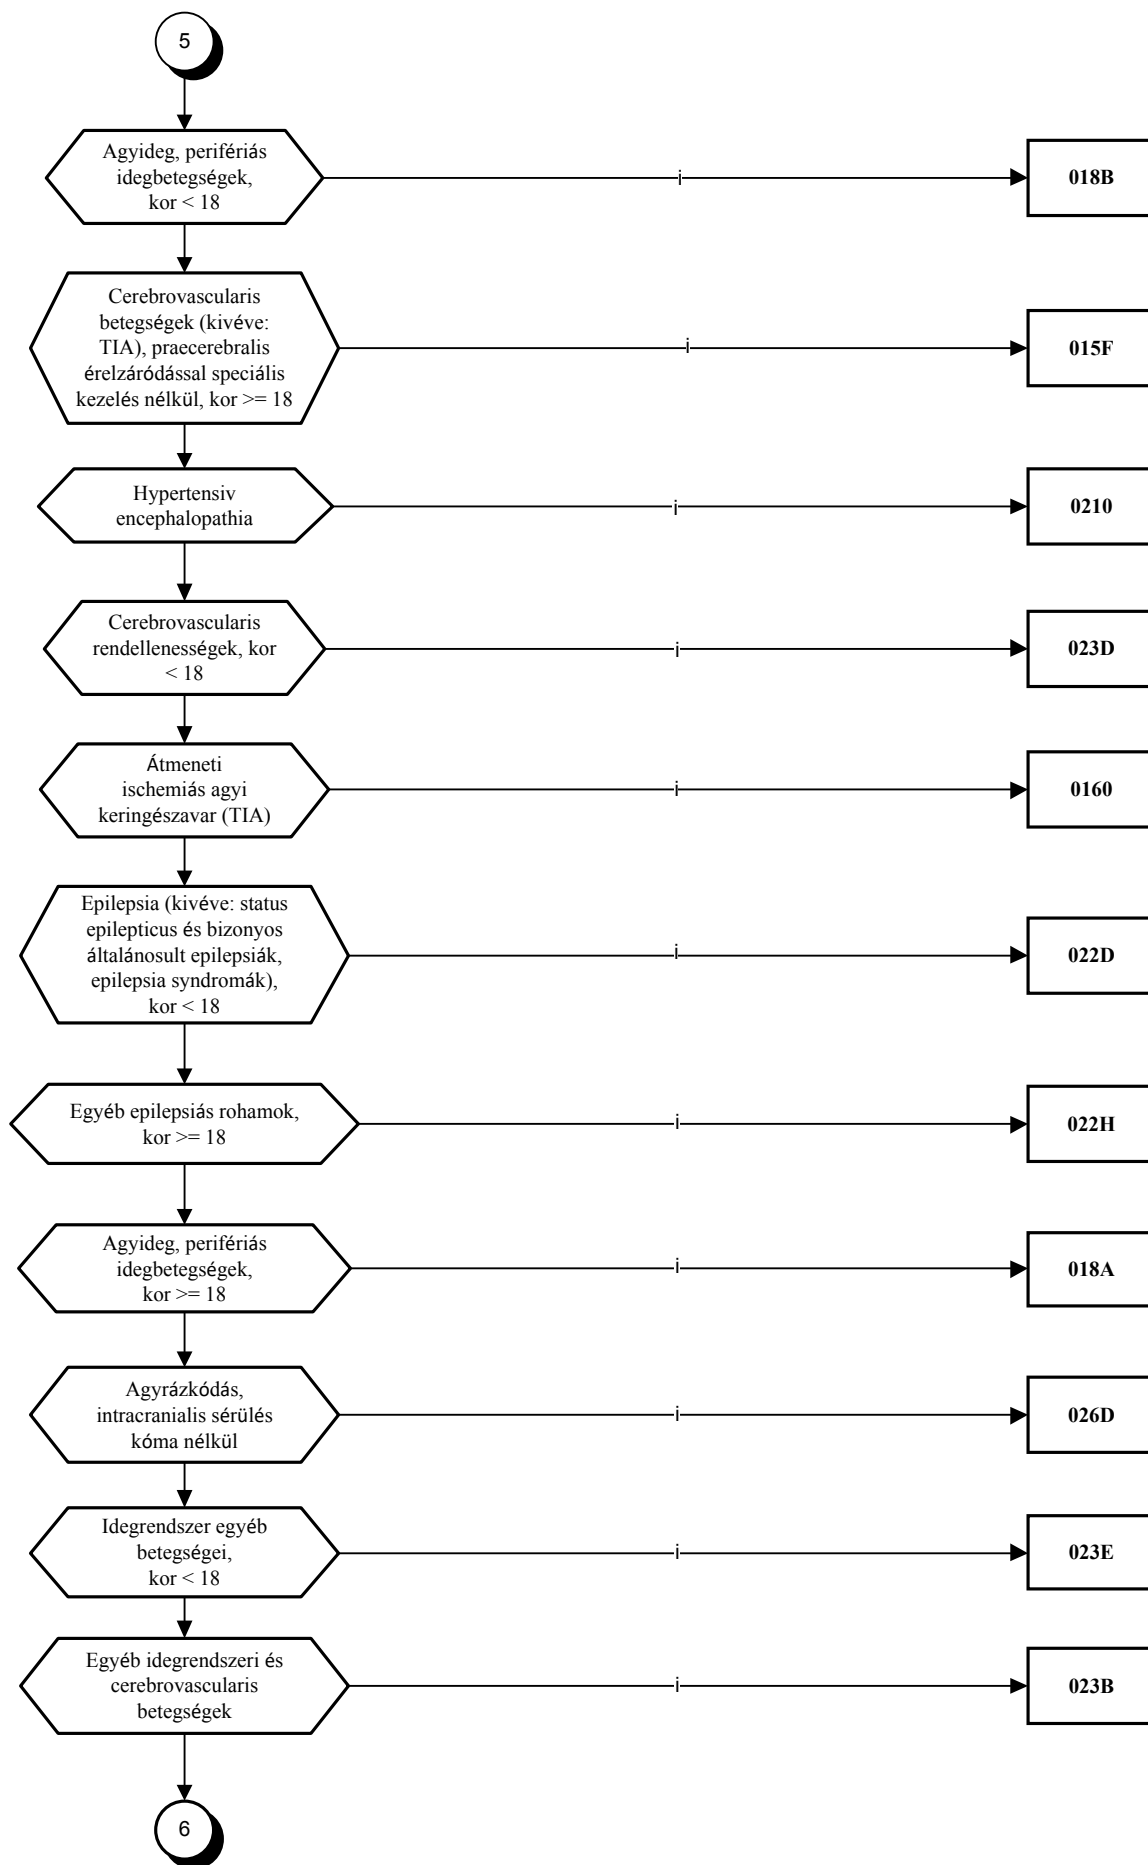 5
Agyideg, perifériás
idegbetegségek,
kor < 18
i
018B
Cerebrovascularis
betegségek (kivéve:
TIA), praecerebralis
érelzáródással speciális
kezelés nélkül, kor >= 18
i
015F
Hypertensiv
encephalopathia
i
0210
Cerebrovascularis
rendellenességek, kor
< 18
i
023D
Átmeneti
ischemiás agyi
keringészavar (TIA)
i
0160
Epilepsia (kivéve: status
epilepticus és bizonyos
általánosult epilepsiák,
epilepsia syndromák),
kor < 18
i
022D
Egyéb epilepsiás rohamok,
kor >= 18
i
022H
Agyideg, perifériás
idegbetegségek,
kor >= 18
i
018A
Agyrázkódás,
intracranialis sérülés
kóma nélkül
i
026D
Idegrendszer egyéb
betegségei,
kor < 18
i
023E
Egyéb idegrendszeri és
cerebrovascularis
betegségek
i
023B
6